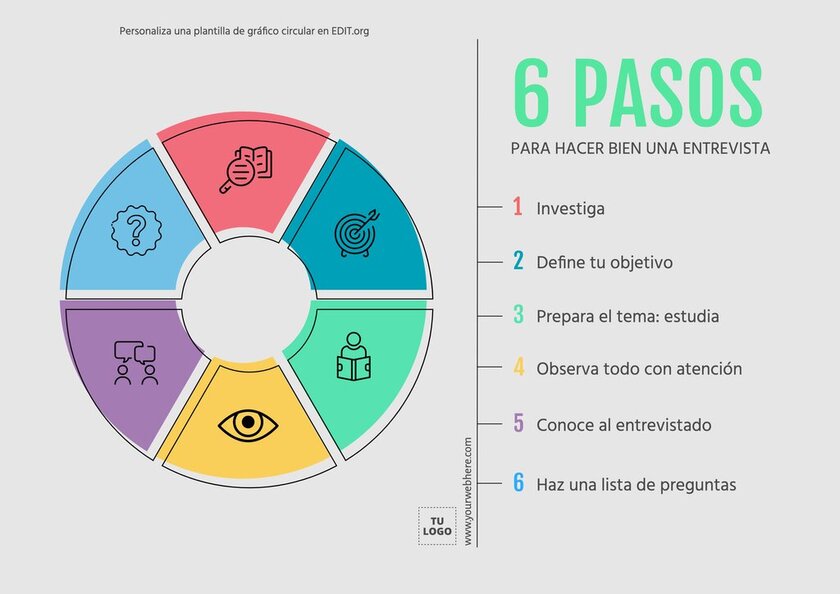 Personaliza una plantilla de gráfico circular en EDIT.org
6 PASOS
PARA HACER BIEN UNA ENTREVISTA
1 Investiga
2 Define tu objetivo
3 Prepara el tema: estudia
4 Observa todo con atención
5 Conoce al entrevistado
6 Haz una lista de preguntas
?
TU
LOGO
www.yourwebhere.com